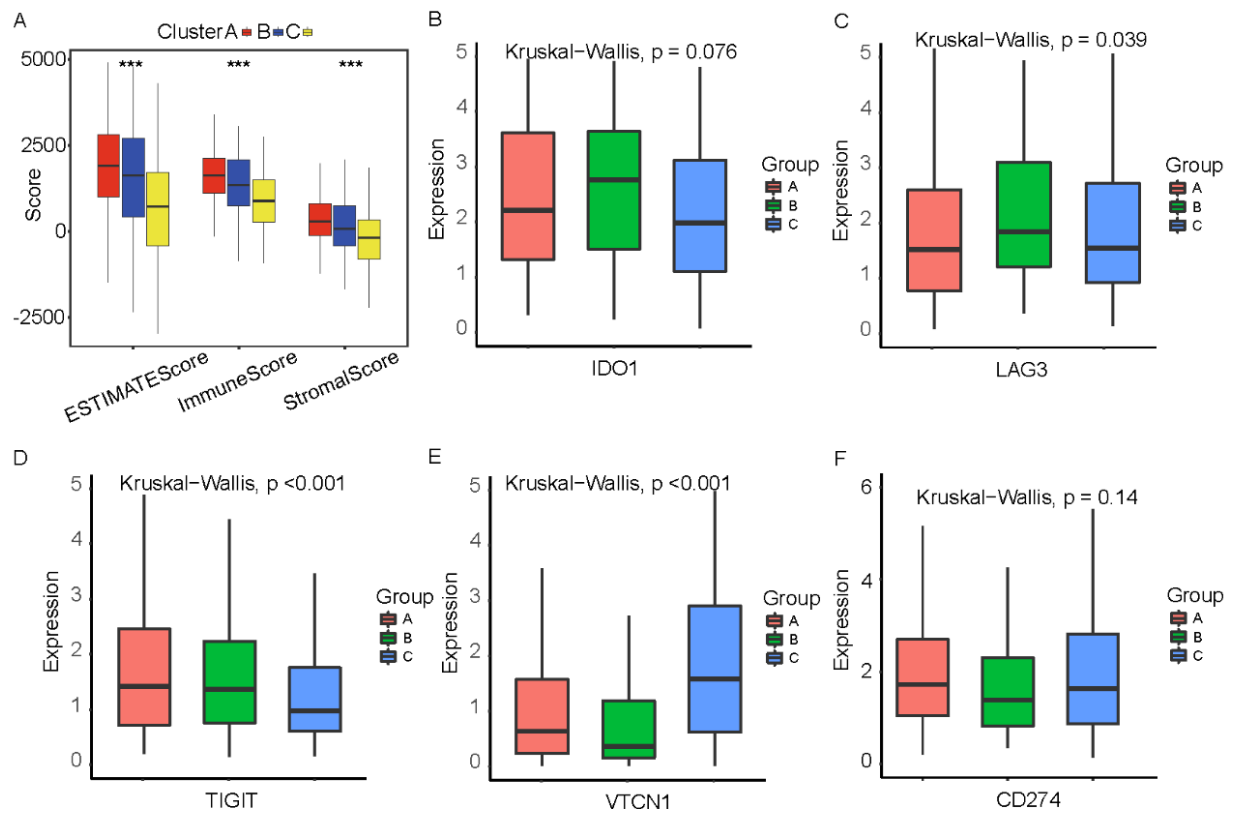 A
ClusterA B C
***
***
***
5000
2500
0
-2500
Score
ESTIMATEScore
ImmuneScore
StromalScore
B
Kruskal-Wallis, p = 0.076
5
4
3
2
1
0
Expression
IDO1
Group
A
B
C
C
Kruskal-Wallis, p = 0.039
5
4
3
2
1
0
Expression
LAG3
Group
A
B
C
D
Kruskal-Wallis, p <0.001
5
4
3
2
1
0
Expression
TIGIT
Group
A
B
C
E
Kruskal-Wallis, p <0.001
5
4
3
2
1
0
Expression
VTCN1
Group
A
B
C
F
Kruskal-Wallis, p = 0.14
6
4
2
0
Expression
CD274
Group
A
B
C